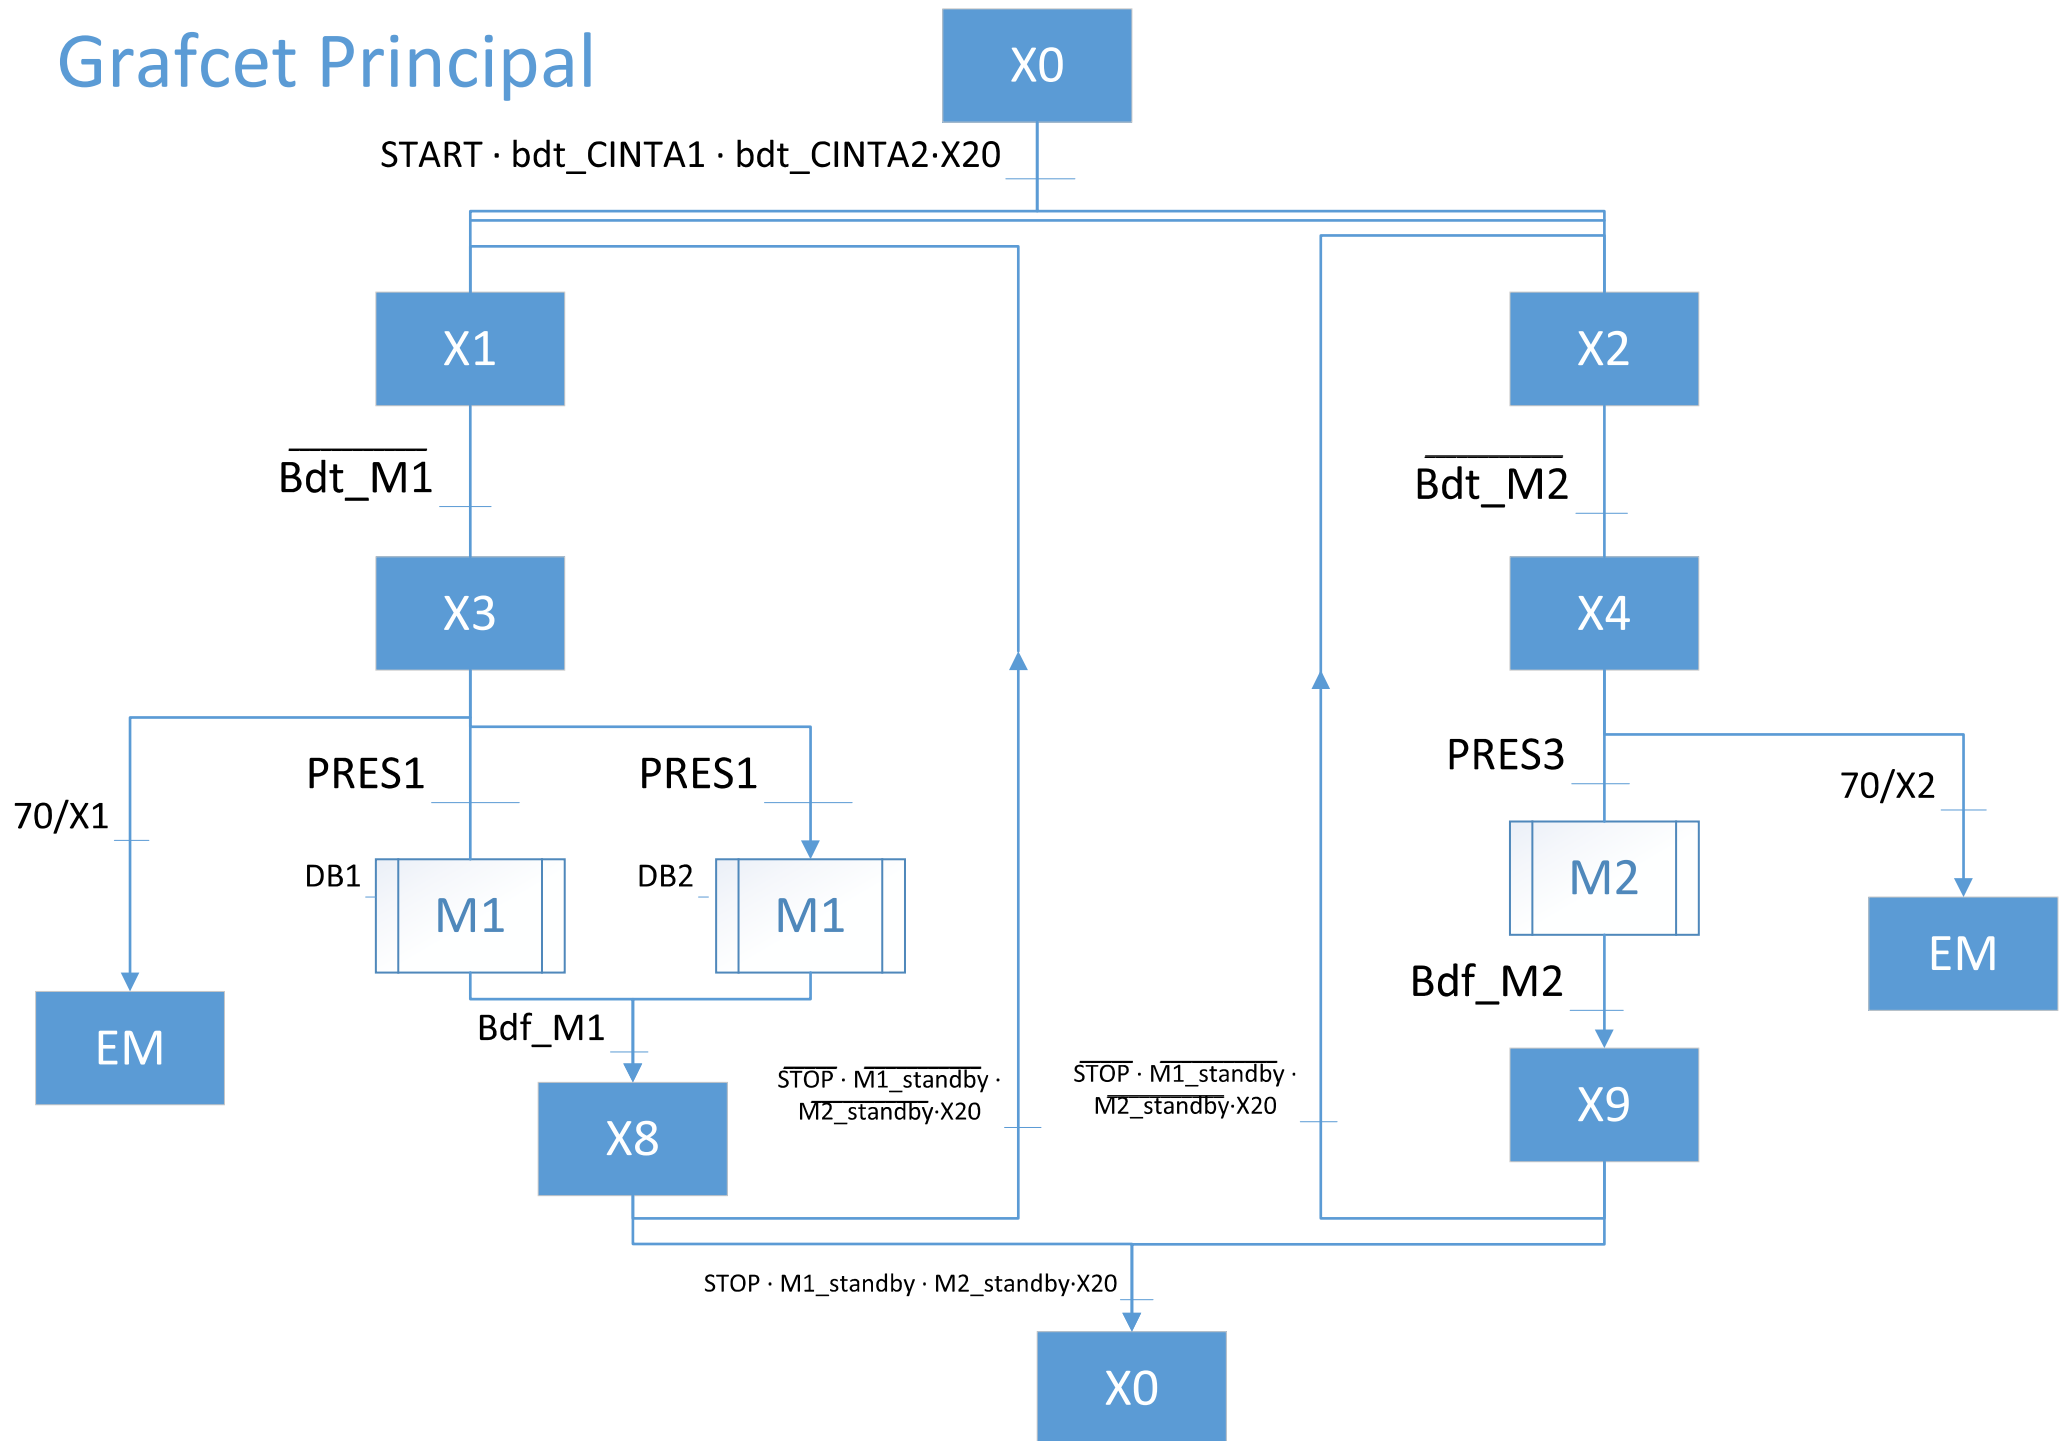 Grafcet Principal
X0
START · bdt_CINTA1 · bdt_CINTA2·X20
X1
X2
Bdt_M1
Bdt_M2
X3
X4
PRES1
PRES1
PRES3
70/X1
70/X2
DB1
M1
DB2
M1
M2
Bdf_M1
Bdf_M2
EM
EM
STOP · M1_standby ·
M2_standby·X20
STOP · M1_standby ·
M2_standby·X20
X8
X9
STOP · M1_standby · M2_standby·X20
X0